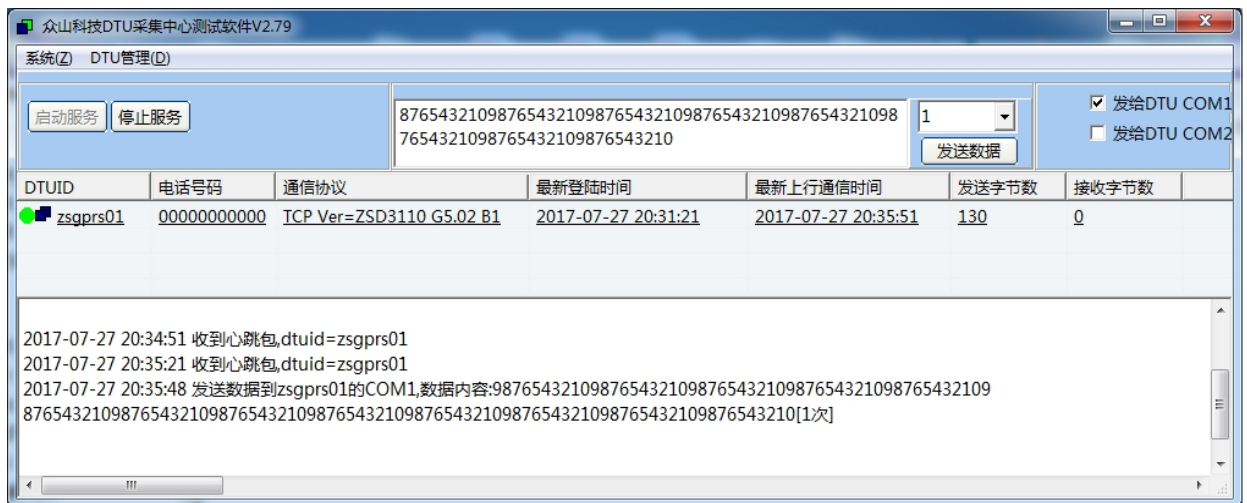 众山科技DTU采集中心测试软件V2.79
系统(Z) DTU管理(D)
启动服务 停止服务
87654321098765432109876543210987654321098765432109876543210987654321098
765432109876543210987654321​0
1
发送数据
发给DTU COM1
发给DTU COM2
DTUID 电话号码 通信协议 最新登陆时间 最新上行通信时间 发送字节数 接收字节数
zsgprs01 00000000000 TCP Ver=ZSD3110 G5.02 B1 2017-07-27 20:31:21 2017-07-27 20:35:51 130 0
2017-07-27 20:34:51 收到心跳包,dtuid=zsgprs01
2017-07-27 20:35:21 收到心跳包,dtuid=zsgprs01
2017-07-27 20:35:48 发送数据到zsgprs01的COM1,数据内容:98765432109876543210987654321098765432109876543210​9
876543210987654321098765432109876543210987654321098765432109876543210987654321​0[1次]